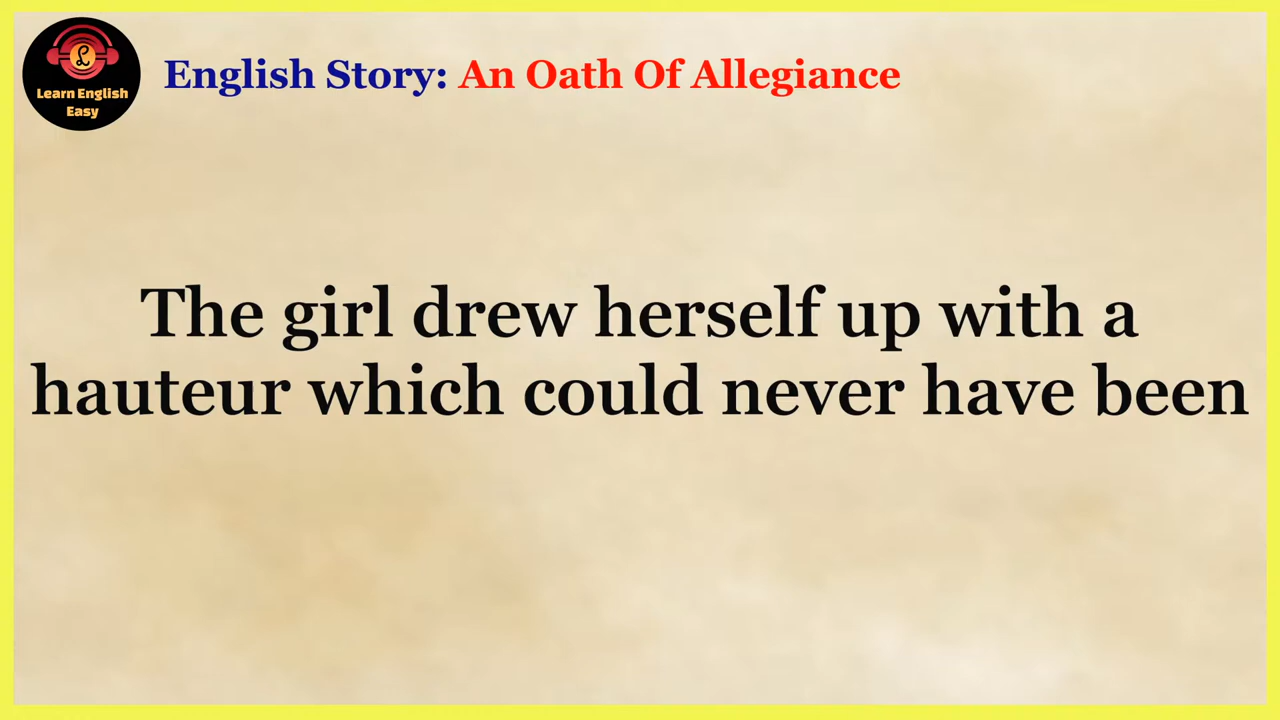 Learn English
Easy
English Story: An Oath Of Allegiance
The girl drew herself up with a
hauteur which could never have been